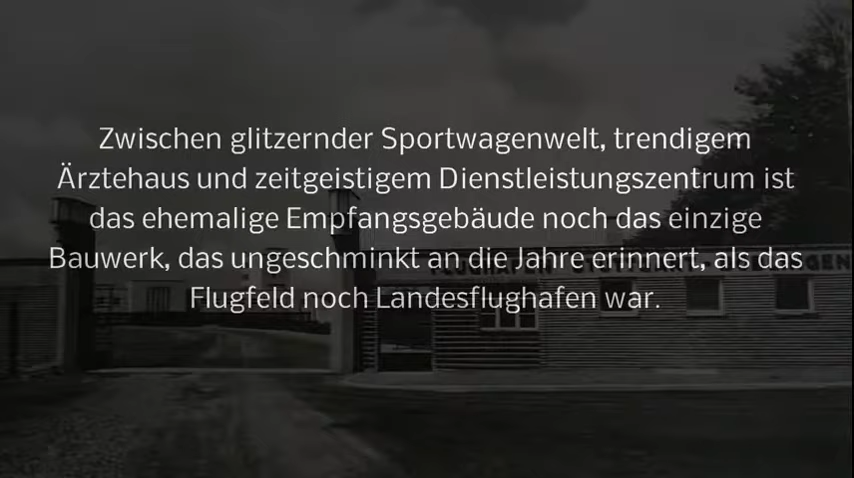 Zwischen glitzernder Sportwagenwelt, trendigem
Ärztehaus und zeitgeistigem Dienstleistungszentrum ist
das ehemalige Empfangsgebäude noch das einzige
Bauwerk, das ungeschminkt an die Jahre erinnert, als das
Flugfeld noch Landesflughafen war.
FLUGHAFEN